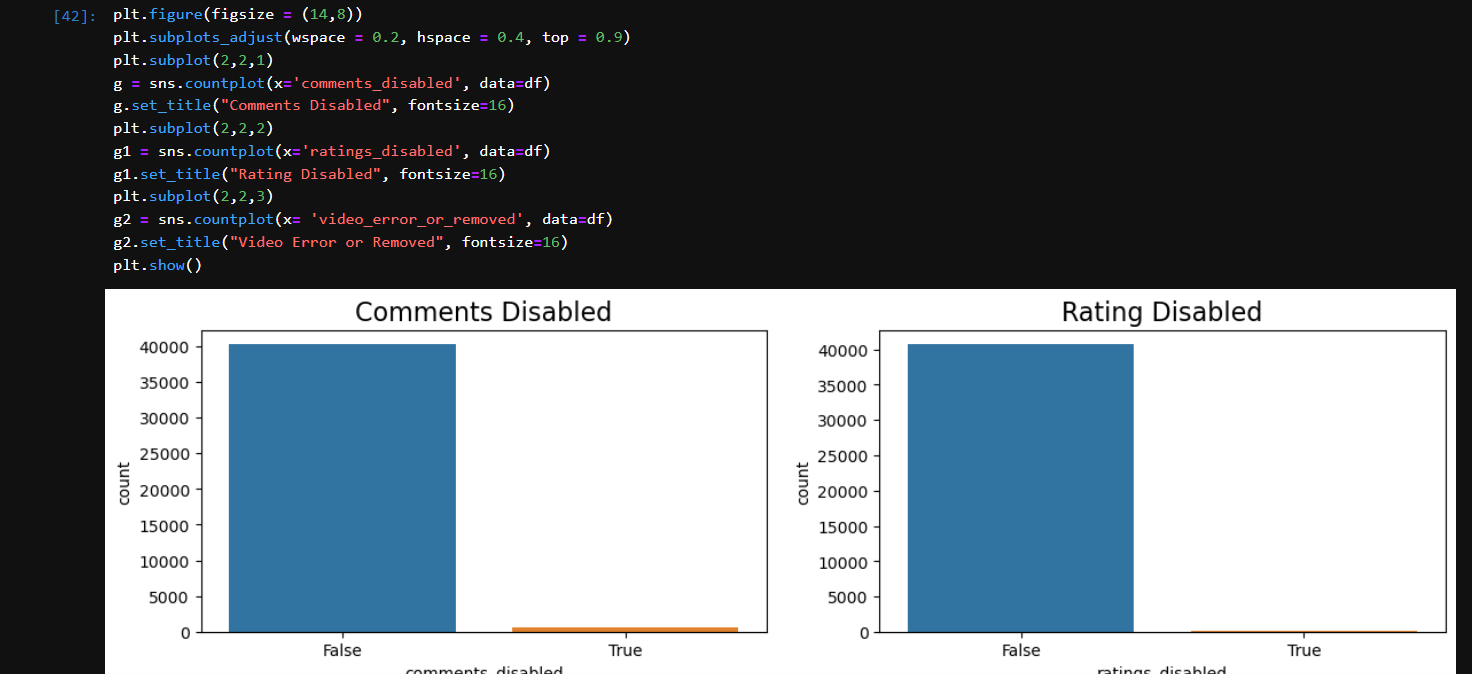 [42]: plt.figure(figsize = (14,8))
plt.subplots_adjust(wspace = 0.2, hspace = 0.4, top = 0.9)
plt.subplot(2,2,1)
g = sns.countplot(x='comments_disabled', data=df)
g.set_title("Comments Disabled", fontsize=16)
plt.subplot(2,2,2)
g1 = sns.countplot(x='ratings_disabled', data=df)
g1.set_title("Rating Disabled", fontsize=16)
plt.subplot(2,2,3)
g2 = sns.countplot(x= 'video_error_or_removed', data=df)
g2.set_title("Video Error or Removed", fontsize=16)
plt.show()
Comments Disabled
40000
35000
30000
25000
20000
15000
10000
5000
0
count
False
True
comments_disabled
Rating Disabled
40000
35000
30000
25000
20000
15000
10000
5000
0
count
False
True
ratings_disabled